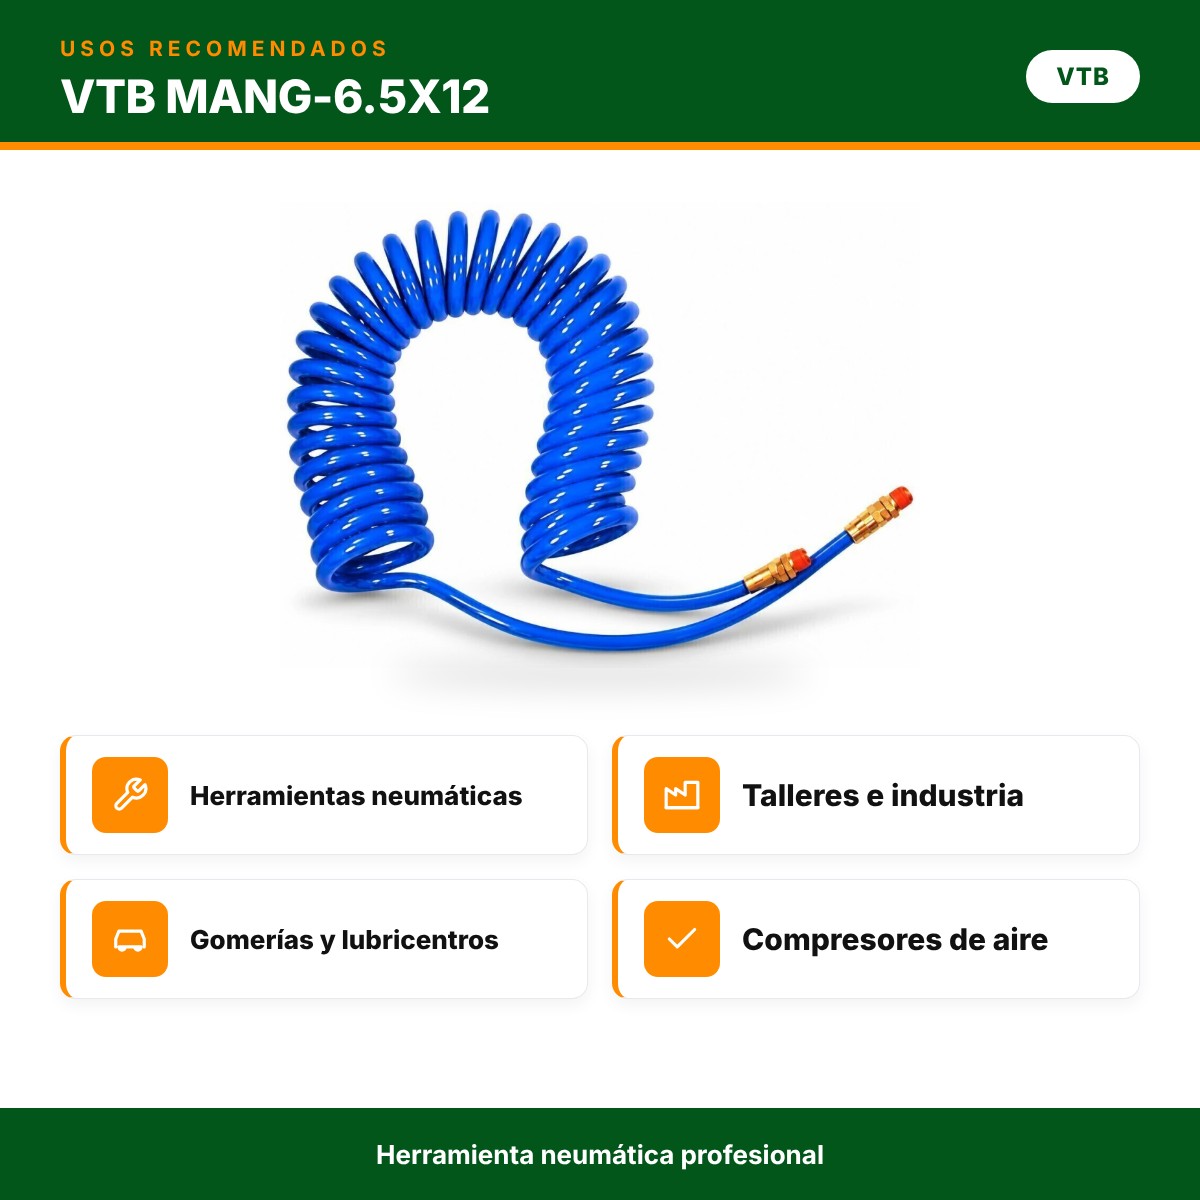 USOS RECOMENDADOS
VTB MANG-6.5X12
VTB
Herramientas neumáticas
Talleres e industria
Gomerías y lubricentros
Compresores de aire
Herramienta neumática profesional